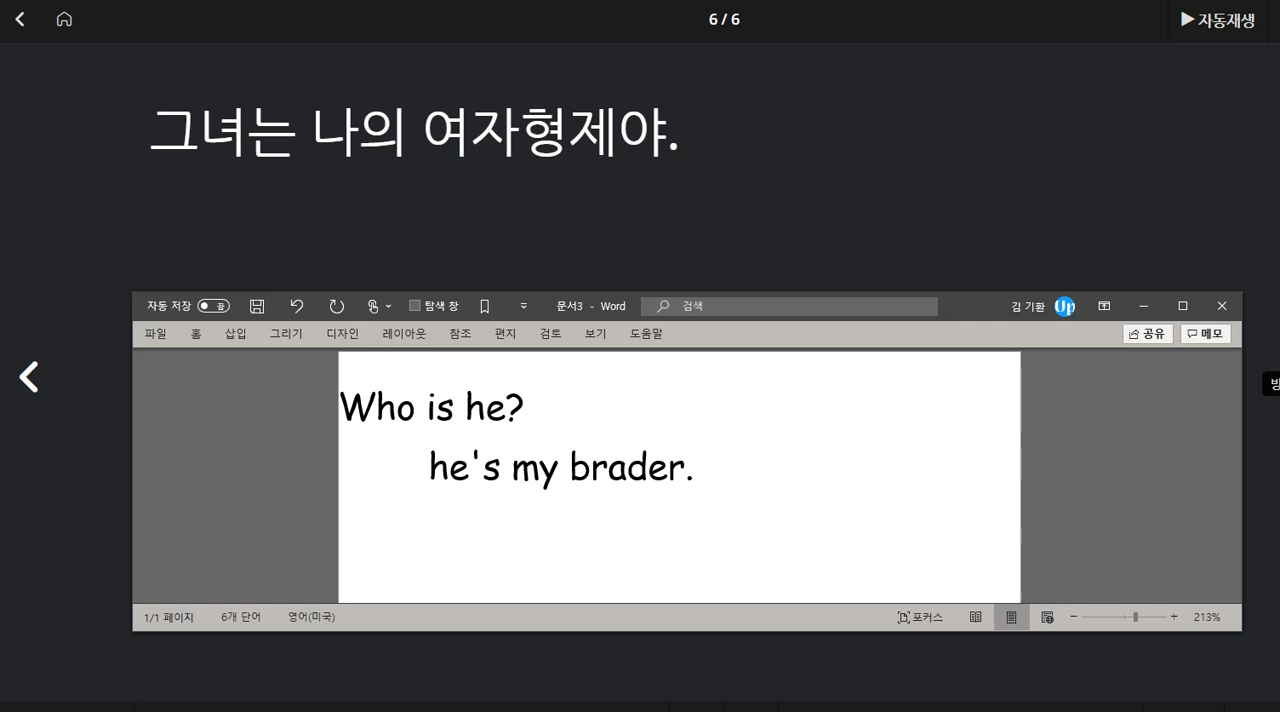 6 / 6
▶ 자동재생
그녀는 나의 여자형제야.
자동 저장 끔 탐색 창 문서3 - Word 검색 김 기환 Up
파일 홈 삽입 그리기 디자인 레이아웃 참조 편지 검토 보기 도움말 공유 메모
Who is he?
he's my brader.
1/1 페이지 6개 단어 영어(미국) 포커스 213%